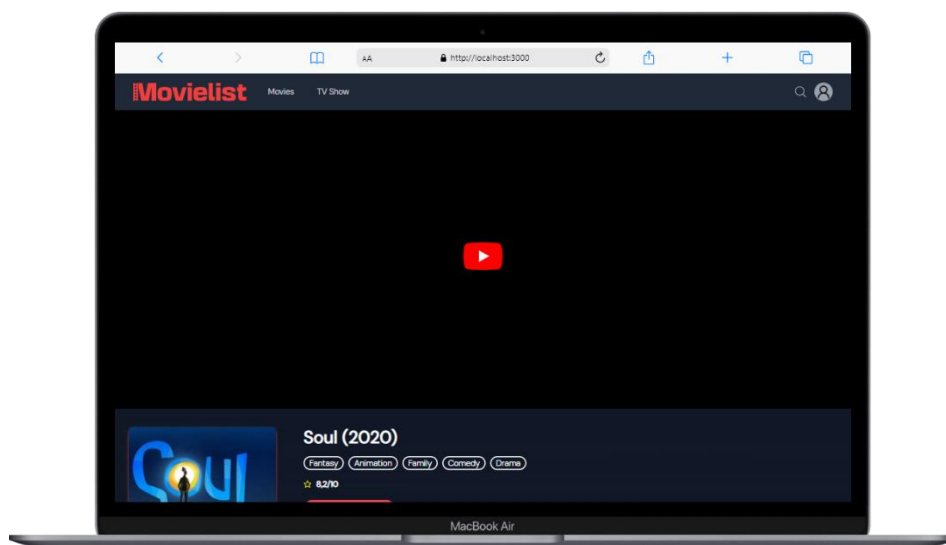 AA http://localhost:3000
Movielist Movies TV Show
Soul (2020)
Fantasy Animation Family Comedy Drama
8,2/10
SOUL
MacBook Air